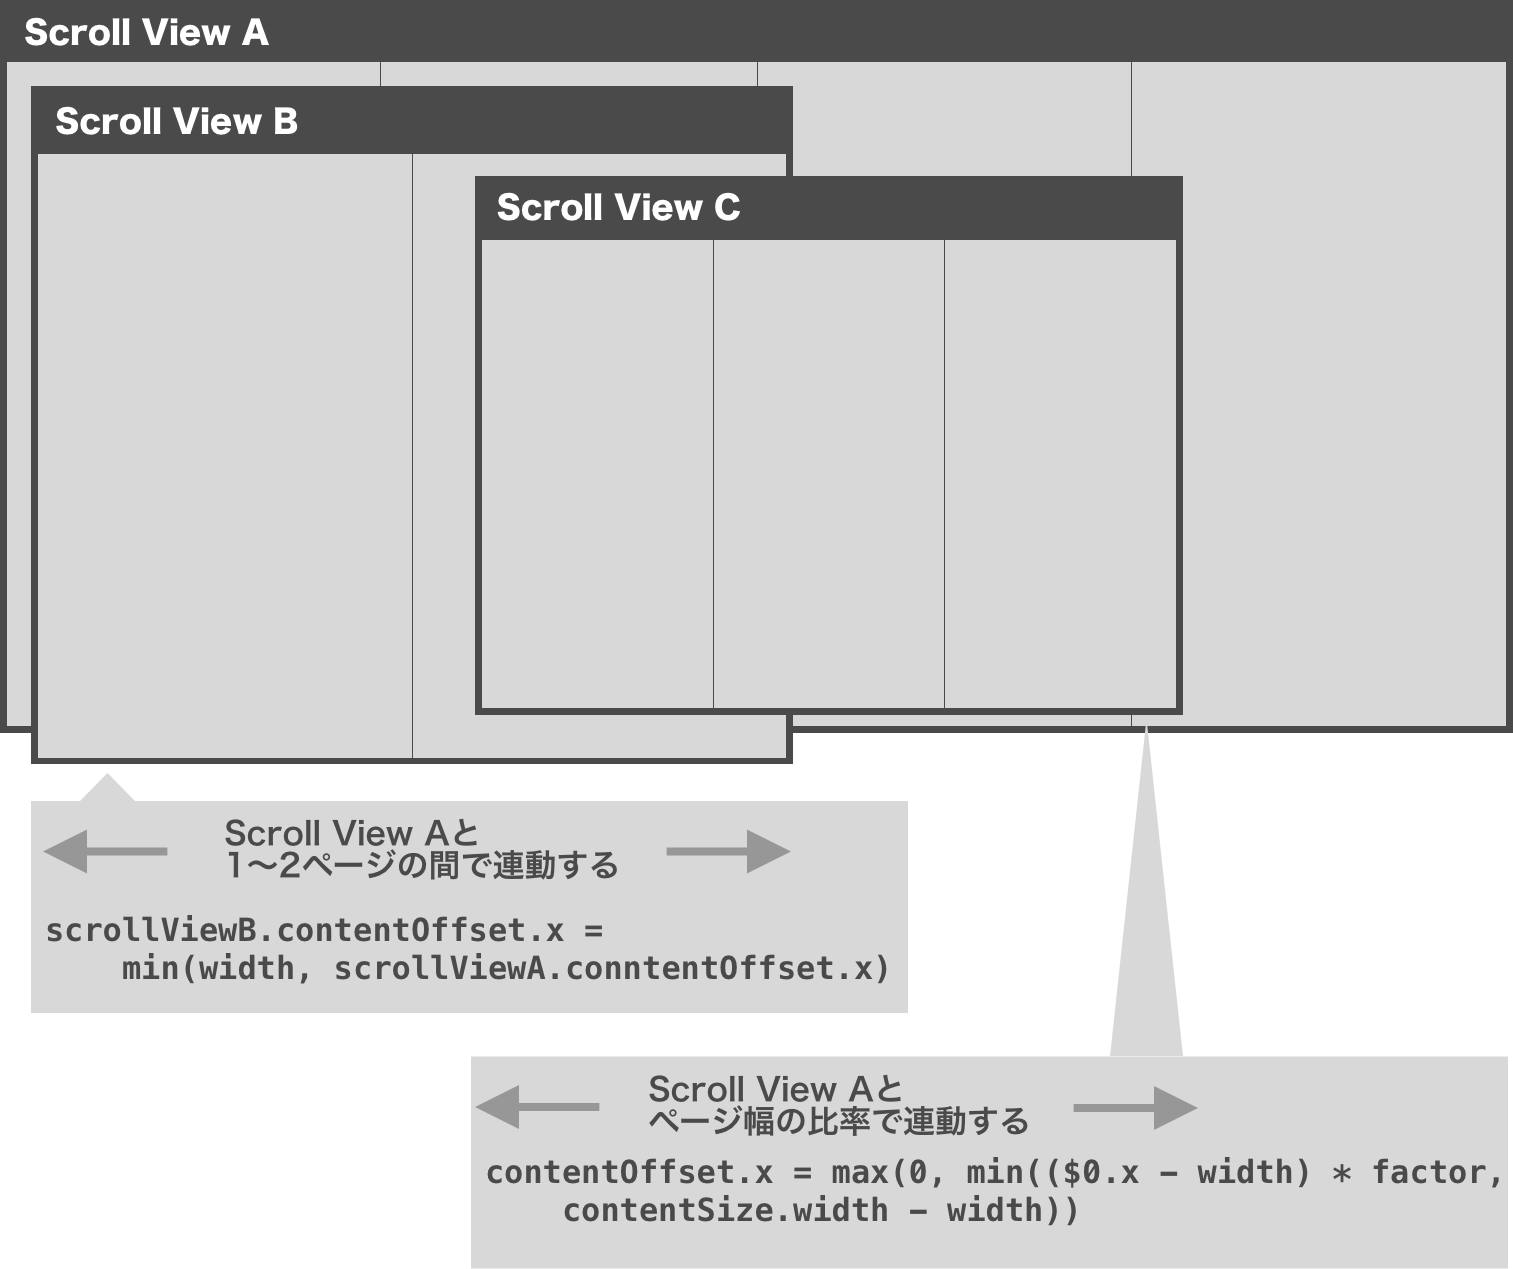 Scroll View A
Scroll View B
Scroll View C
Scroll View Aと
1〜2ページの間で連動する
scrollViewB.contentOffset.x =
min(width, scrollViewA.conntentOffset.x)
Scroll View Aと
ページ幅の比率で連動する
contentOffset.x = max(0, min(($0.x − width) * factor,
contentSize.width − width))